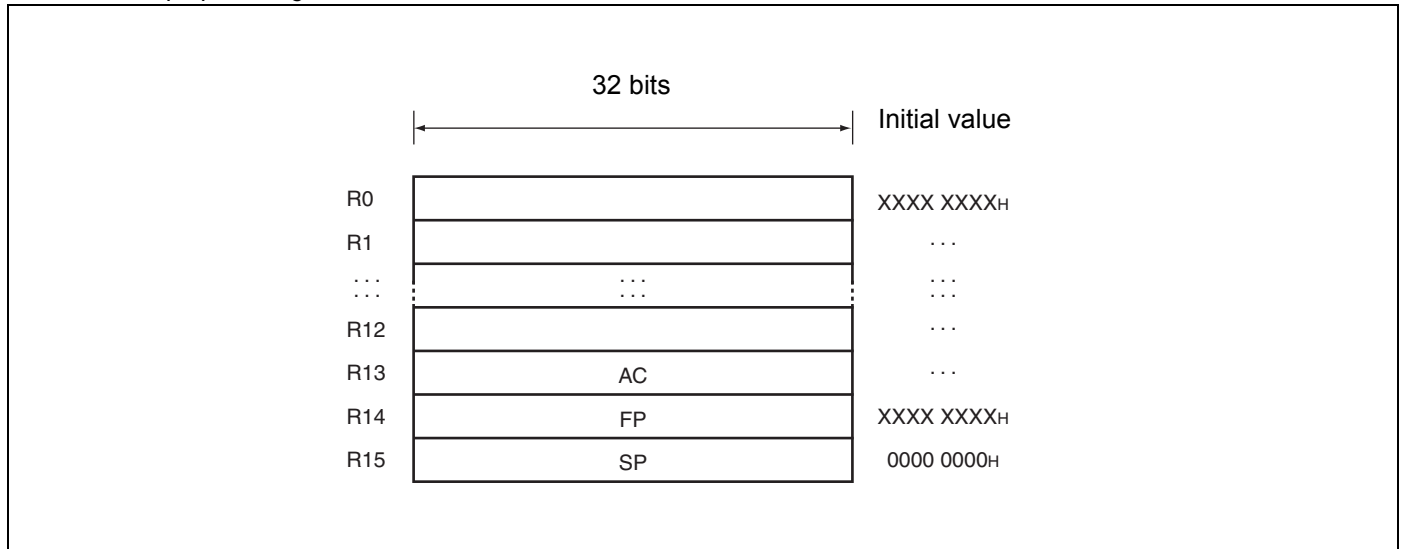 32 bits
Initial value
R0 XXXX XXXXH
R1 . . .
. . . . . . . . .
. . . . . . . . .
R12 . . .
R13 AC . . .
R14 FP XXXX XXXXH
R15 SP 0000 0000H